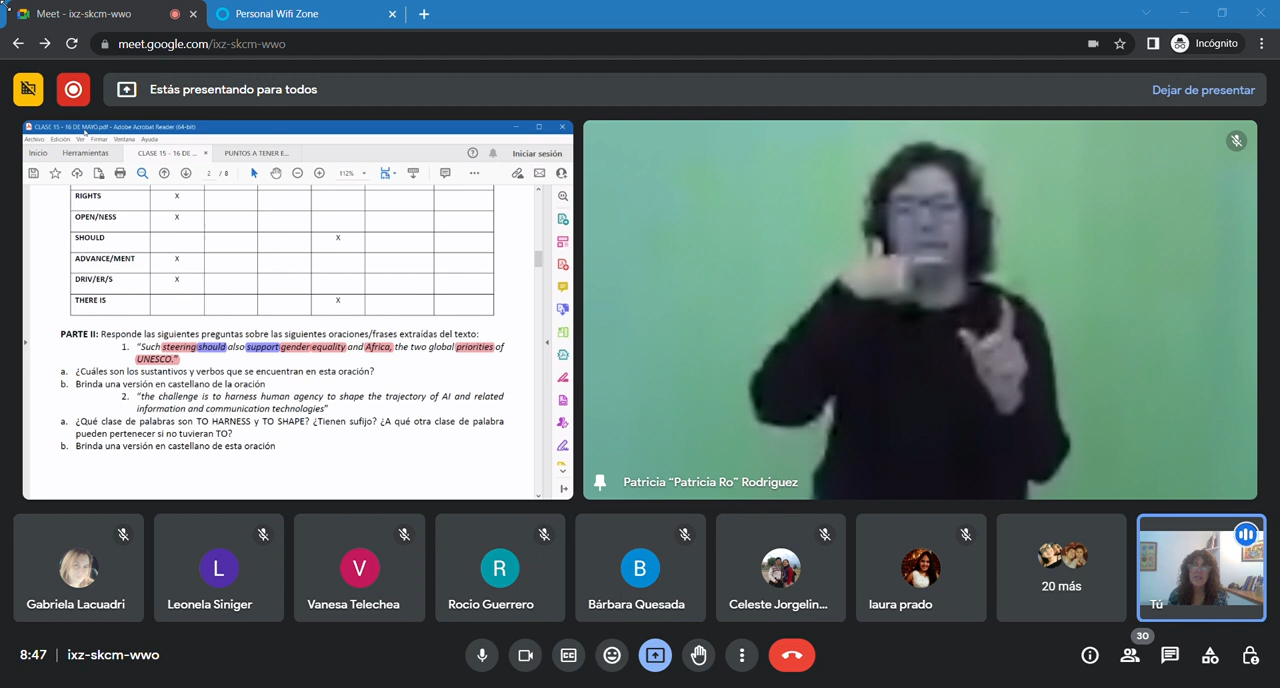 Meet - ixz-skcm-wwo
Personal Wifi Zone
meet.google.com/ixz-skcm-wwo
Incógnito
Estás presentando para todos
Dejar de presentar
CLASE 15 - 16 DE MAYO.pdf - Adobe Acrobat Reader (64-bit)
Archivo Edición Ver Firmar Ventana Ayuda
Inicio Herramientas CLASE 15 - 16 DE ... PUNTOS A TENER E... Iniciar sesión
2 / 8 112%
RIGHTS X
OPEN/NESS X
SHOULD X
ADVANCE/MENT X
DRIV/ER/S X
THERE IS X
PARTE II: Responde las siguientes preguntas sobre las siguientes oraciones/frases extraídas del texto:
1. “Such steering should also support gender equality and Africa, the two global priorities of
UNESCO.”
a. ¿Cuáles son los sustantivos y verbos que se encuentran en esta oración?
b. Brinda una versión en castellano de la oración
2. “the challenge is to harness human agency to shape the trajectory of AI and related
information and communication technologies”
a. ¿Qué clase de palabras son TO HARNESS y TO SHAPE? ¿Tienen sufijo? ¿A qué otra clase de palabra
pueden pertenecer si no tuvieran TO?
b. Brinda una versión en castellano de esta oración
Patricia “Patricia Ro” Rodriguez
Gabriela Lacuadri
L
Leonela Siniger
V
Vanesa Telechea
R
Rocio Guerrero
B
Bárbara Quesada
Celeste Jorgelin...
laura prado
20 más
Tú
8:47 ixz-skcm-wwo
30